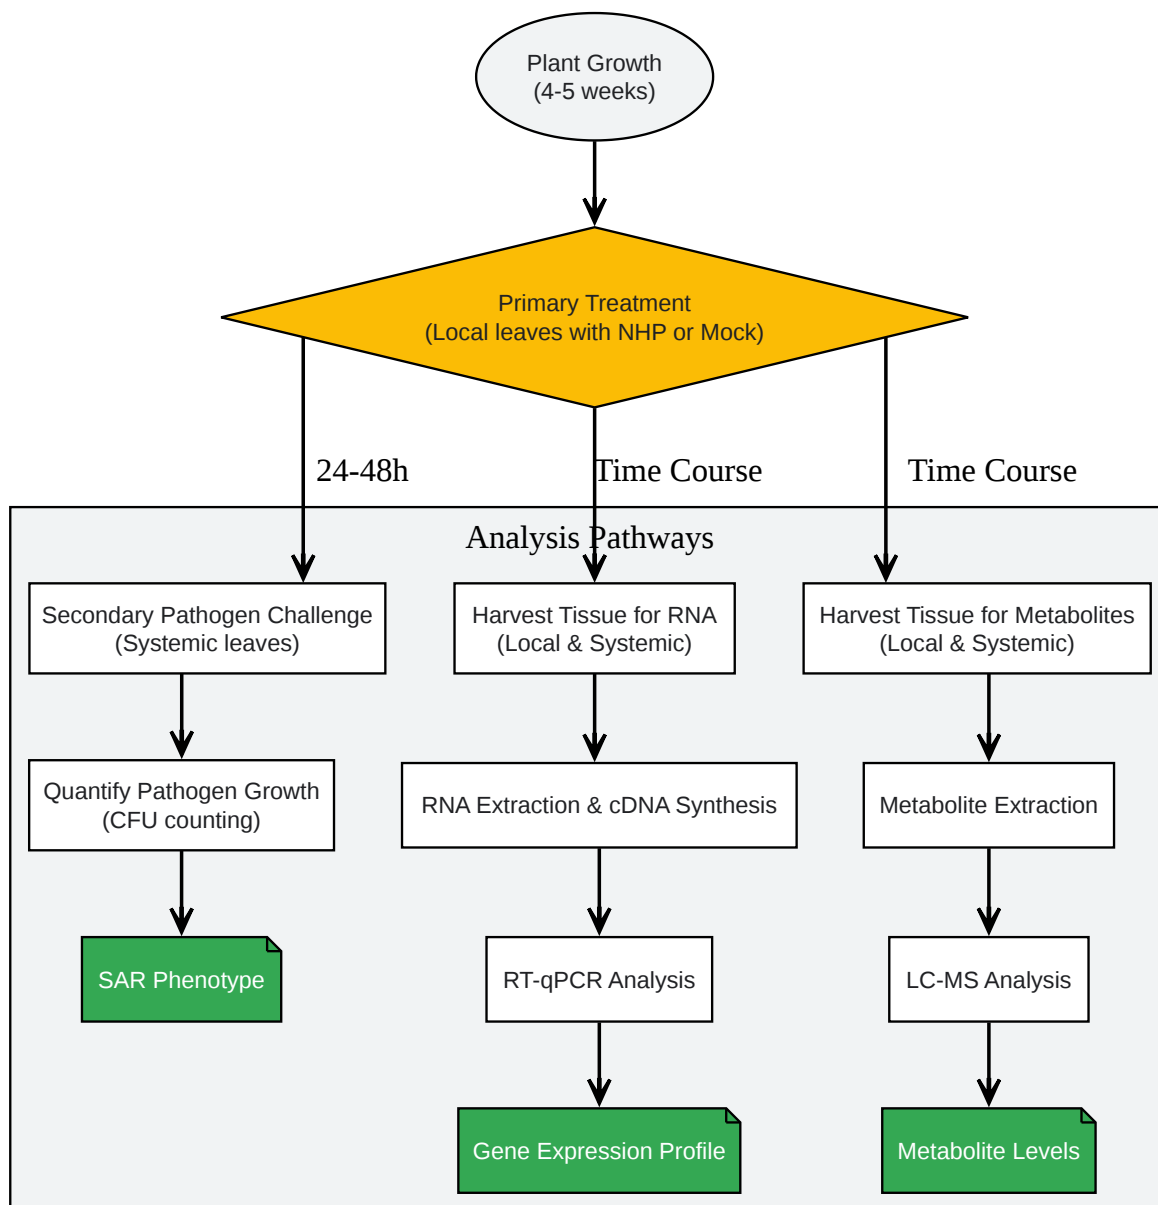 Plant Growth
(4-5 weeks)
Primary Treatment
(Local leaves with NHP or Mock)
24-48h
Time Course
Time Course
Analysis Pathways
Secondary Pathogen Challenge
(Systemic leaves)
Harvest Tissue for RNA
(Local & Systemic)
Harvest Tissue for Metabolites
(Local & Systemic)
Quantify Pathogen Growth
(CFU counting)
RNA Extraction & cDNA Synthesis
Metabolite Extraction
SAR Phenotype
RT-qPCR Analysis
LC-MS Analysis
Gene Expression Profile
Metabolite Levels